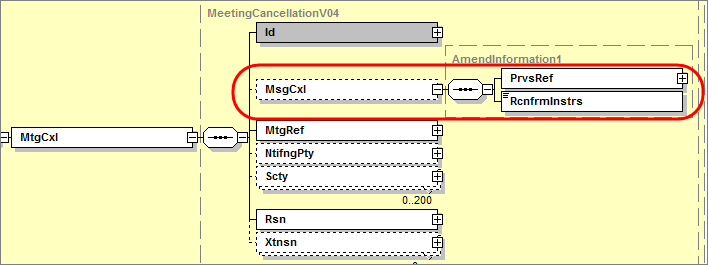 MeetingCancellationV04
Id
AmendInformation1
MsgCxl
PrvsRef
RcnfrmInstrs
MtgCxl
MtgRef
NtifngPty
Scty
0..200
Rsn
Xtnsn